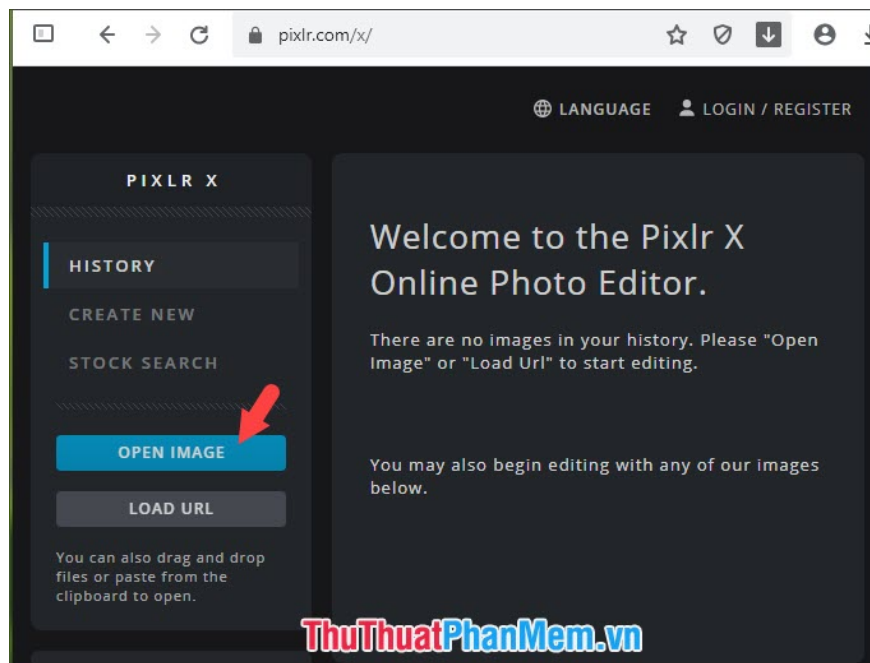 pixlr.com/x/
LANGUAGE
LOGIN / REGISTER
PIXLR X
HISTORY
CREATE NEW
STOCK SEARCH
OPEN IMAGE
LOAD URL
You can also drag and drop
files or paste from the
clipboard to open.
Welcome to the Pixlr X
Online Photo Editor.
There are no images in your history. Please "Open
Image" or "Load Url" to start editing.
You may also begin editing with any of our images
below.
ThuThuatPhanMem.vn